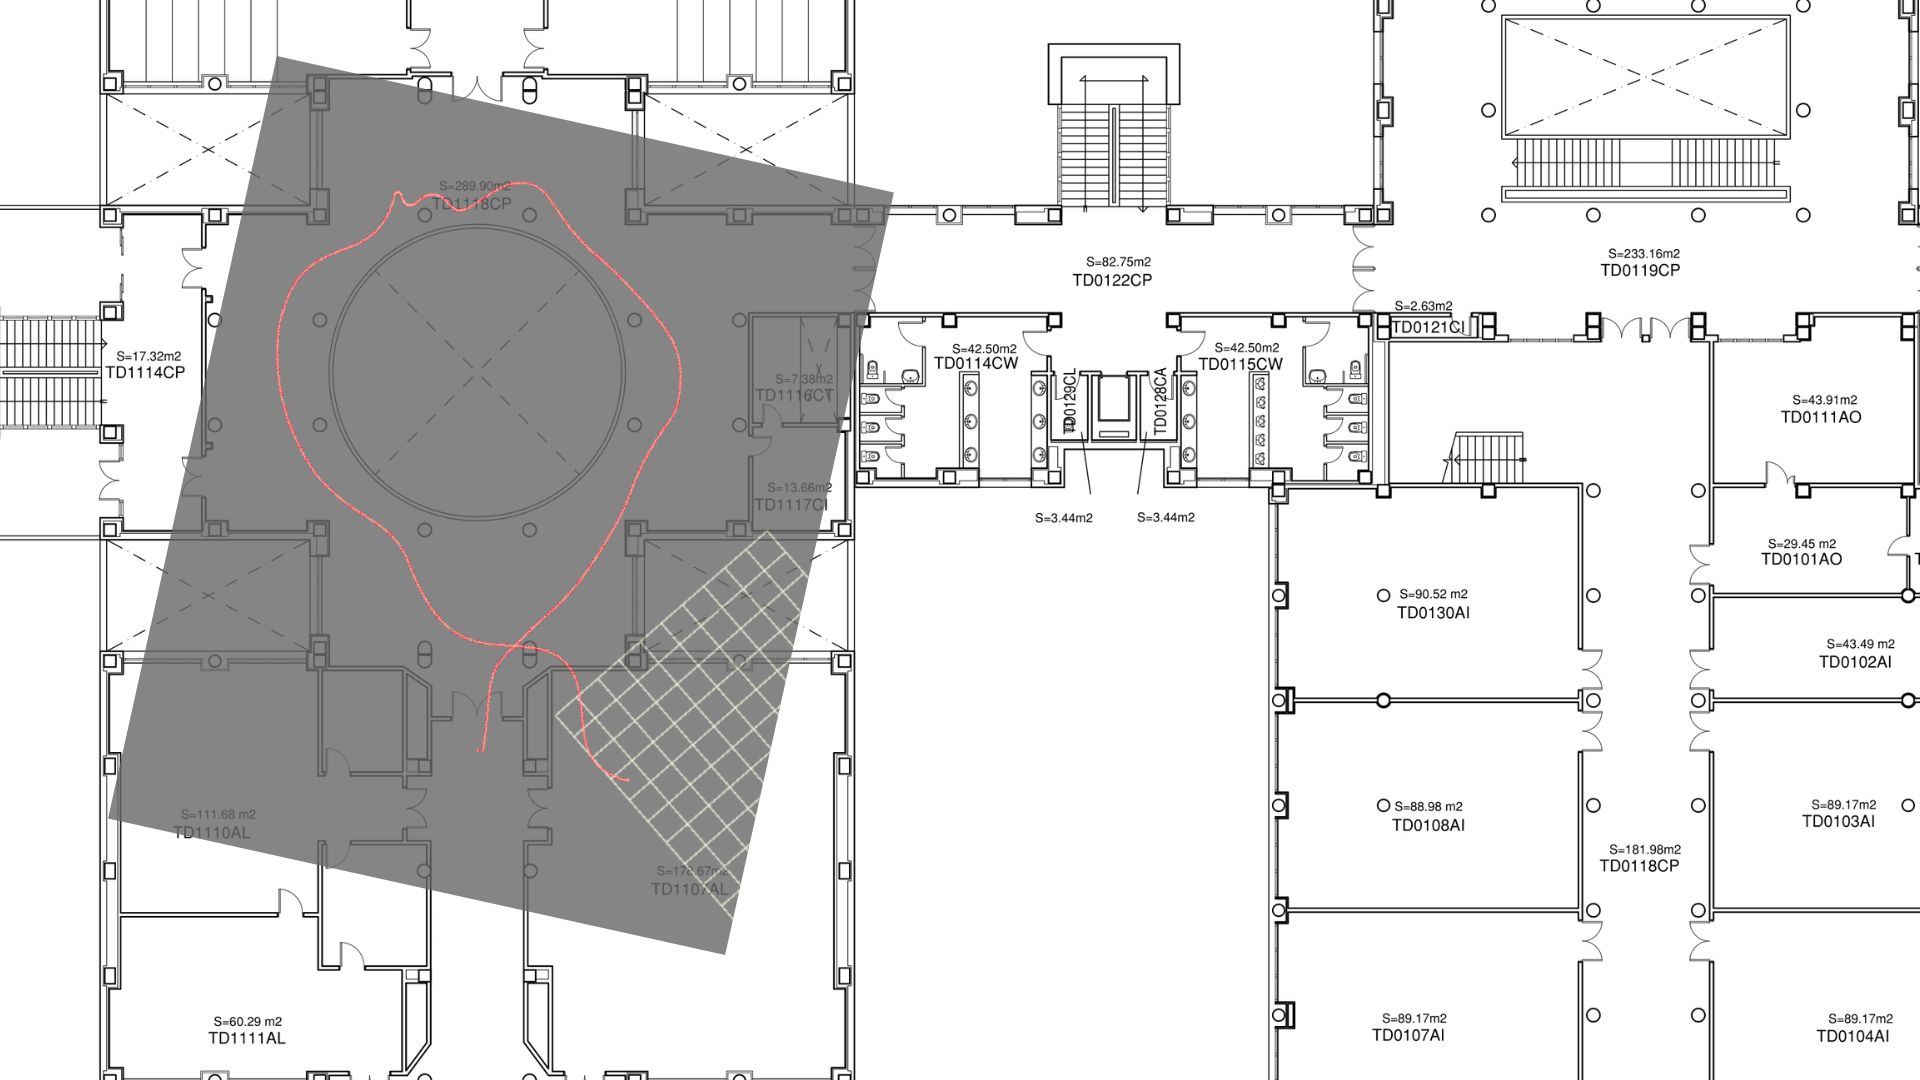 S=289.90m2
TD1118CP
S=82.75m2
TD0122CP
S=233.16m2
TD0119CP
S=2.63m2
TD0121CI
S=17.32m2
TD1114CP
S=7.38m2
TD1116CT
S=42.50m2
TD0114CW
TD0129CL
TD0128CA
S=42.50m2
TD0115CW
S=43.91m2
TD0111AO
S=13.66m2
TD1117CI
S=3.44m2
S=3.44m2
S=29.45 m2
TD0101AO
S=90.52 m2
TD0130AI
S=43.49 m2
TD0102AI
S=111.68 m2
TD1110AL
S=88.98 m2
TD0108AI
S=89.17m2
TD0103AI
S=181.98m2
TD0118CP
TD1107AL
S=60.29 m2
TD1111AL
S=89.17m2
TD0107AI
S=89.17m2
TD0104AI